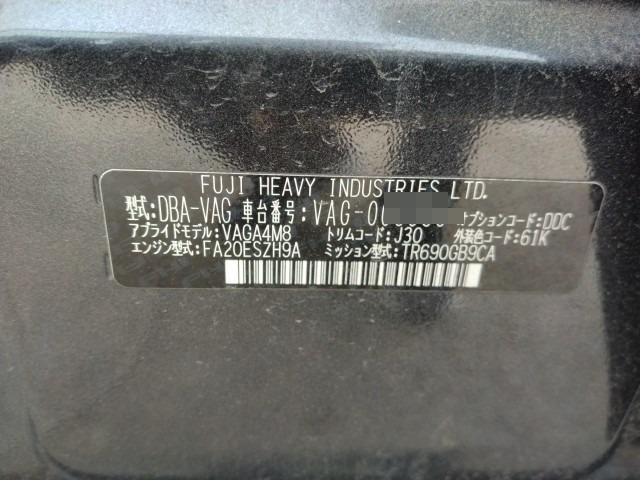 FUJI HEAVY INDUSTRIES LTD.
型式:DBA-VAG 車台番号:VAG-0 プションコード:DDC
アプライドモデル:VAGA4M8 トリムコード:J30 外装色コード:61K
エンジン型式:FA20ESZH9A ミッション型式:TR690GB9CA